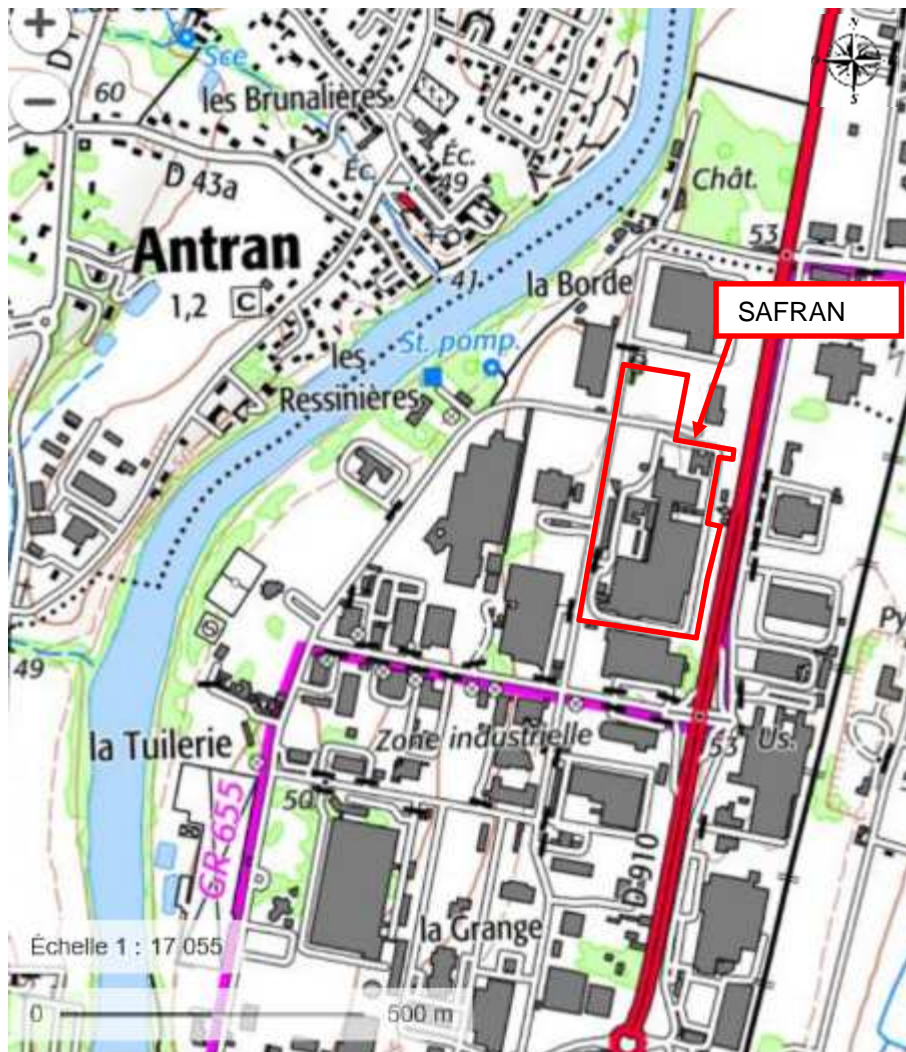 +
−
N
S
D
60
Sce
les Brunalières
Éc.
Éc.
49
D 43a
Antran
1,2
C
41
Chât.
53
la Borde
SAFRAN
St. pomp.
les
Ressinières
49
Py
la Tuilerie
Zone industrielle
53
Us.
50
GR 655
D 910
la Grange
Échelle 1 : 17 055
0
500 m